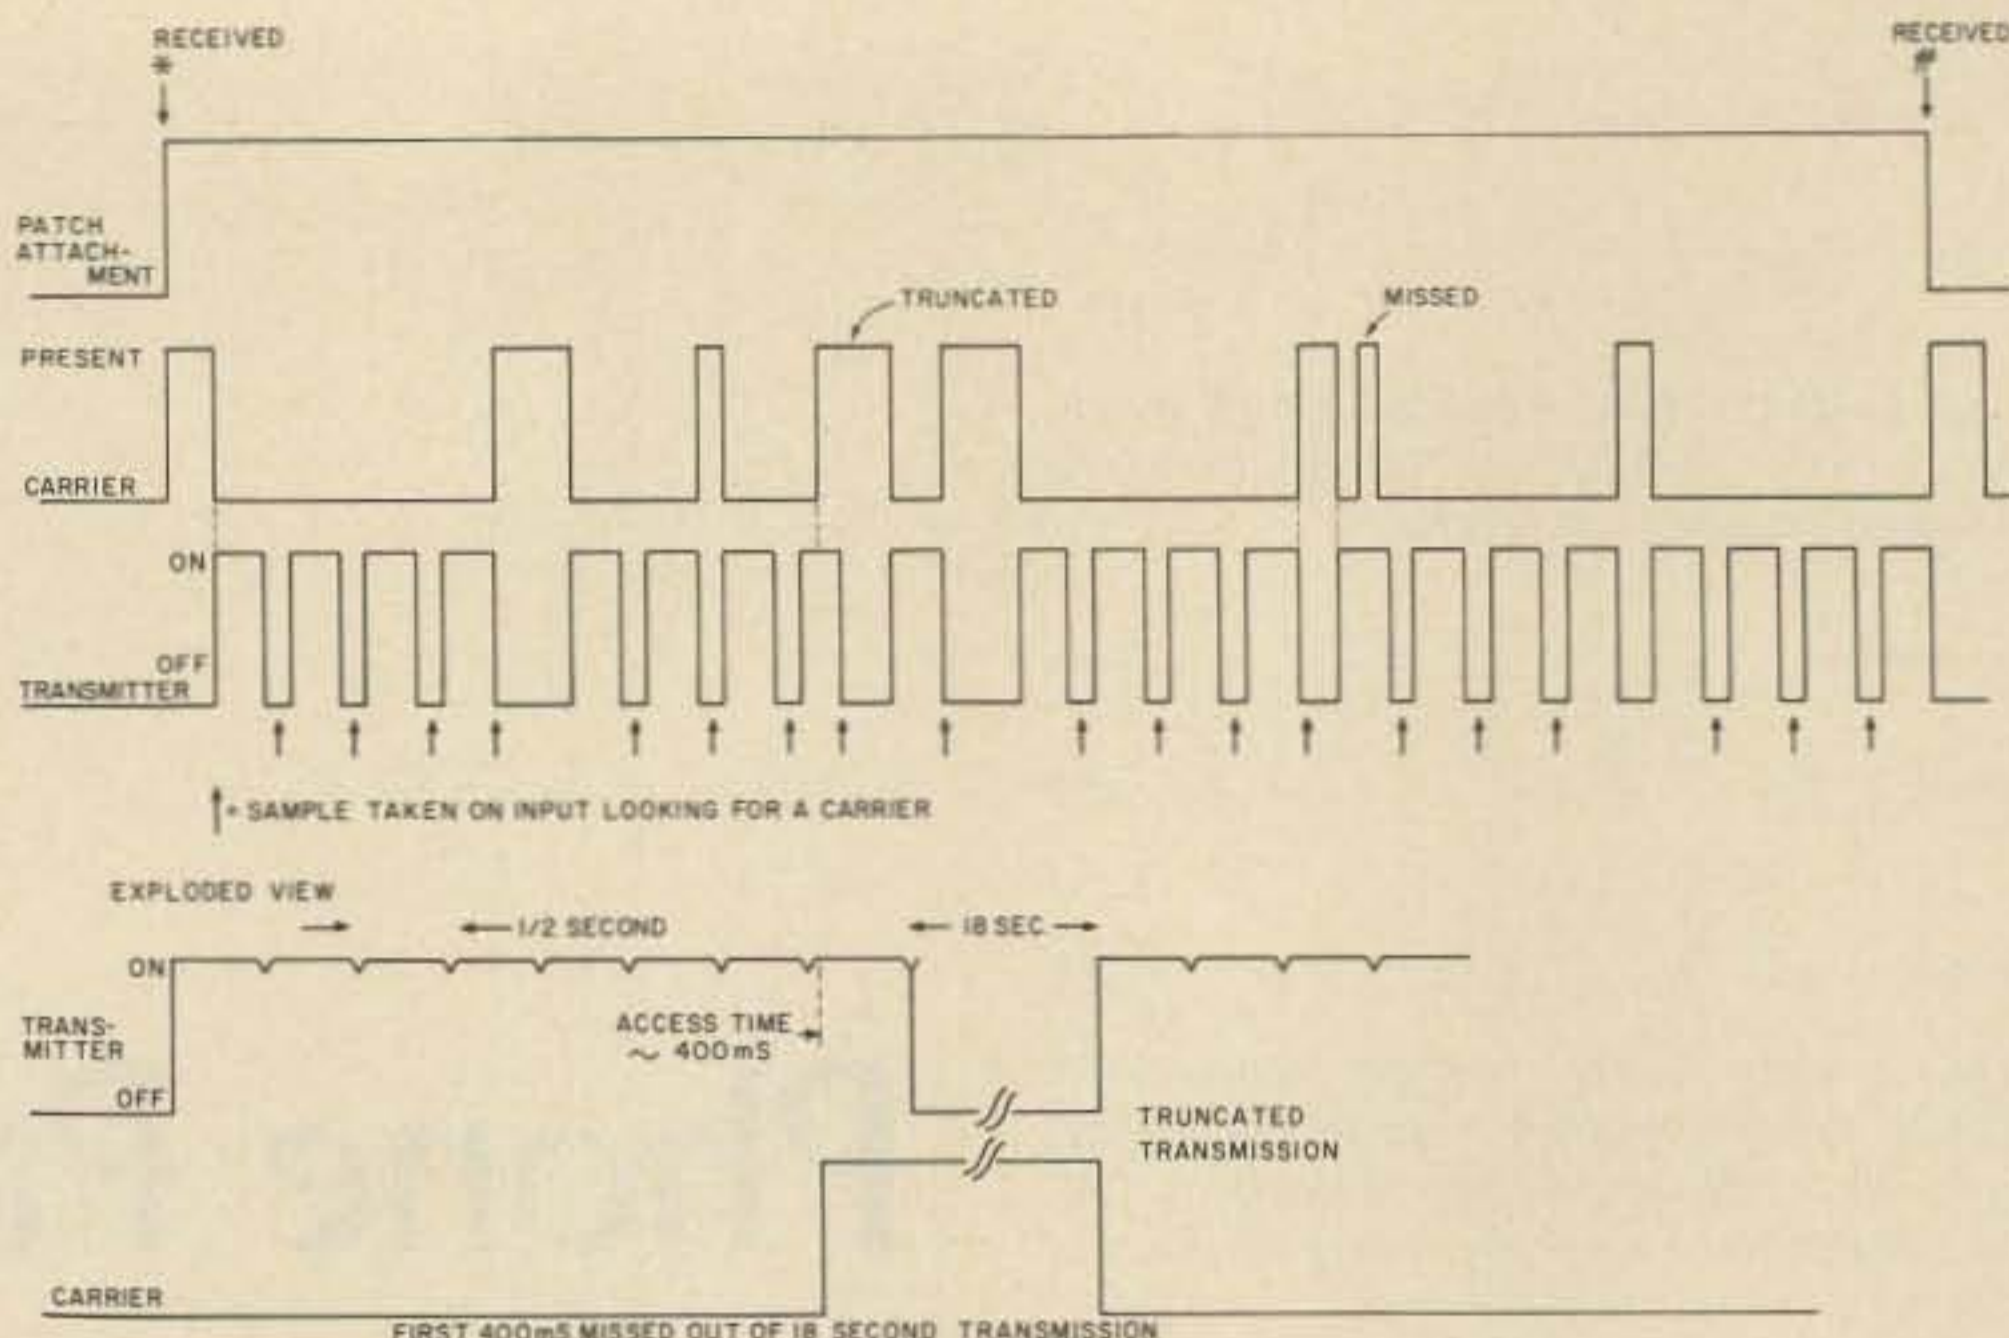 RECEIVED
*
RECEIVED
#
PATCH
ATTACH-
MENT
TRUNCATED
MISSED
PRESENT
CARRIER
ON
OFF
TRANSMITTER
= SAMPLE TAKEN ON INPUT LOOKING FOR A CARRIER
EXPLODED VIEW
1/2 SECOND
18 SEC
ON
ACCESS TIME
~ 400mS
TRANS-
MITTER
OFF
TRUNCATED
TRANSMISSION
CARRIER
FIRST 400mS MISSED OUT OF 18 SECOND TRANSMISSION